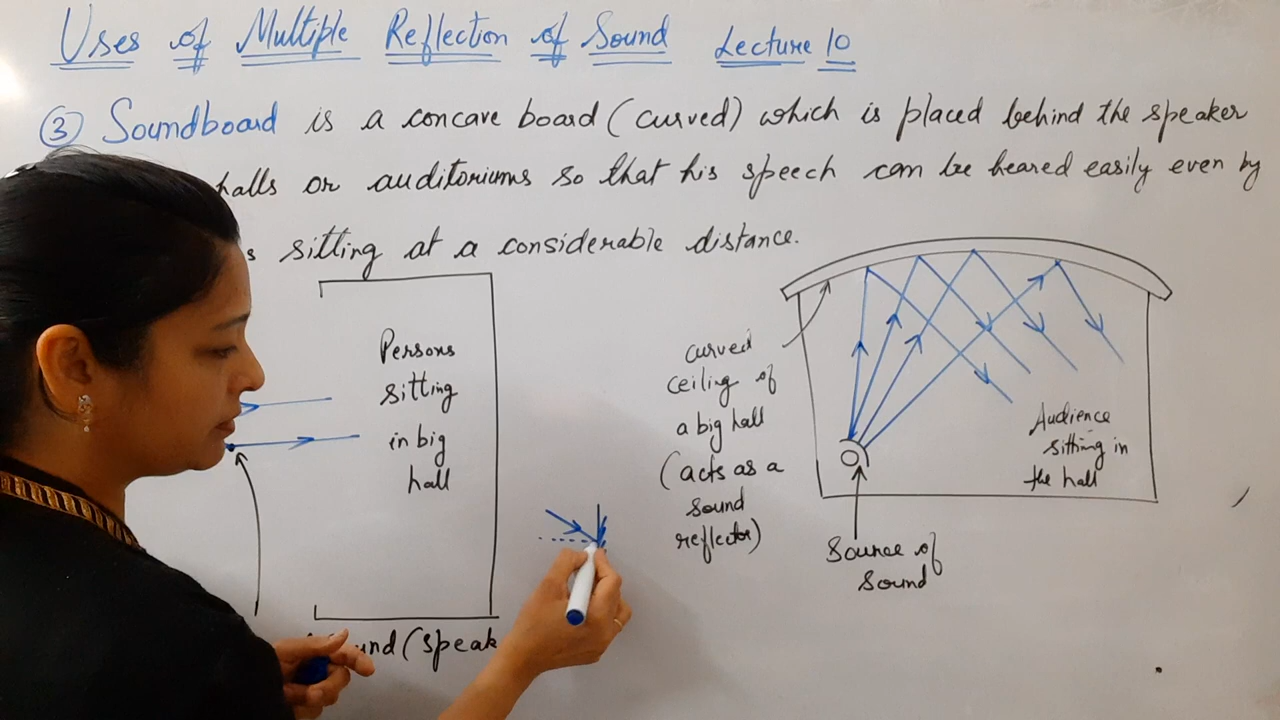 Uses of Multiple Reflection of Sound Lecture 10
③ Soundboard is a concave board (curved) which is placed behind the speaker
halls or auditoriums so that his speech can be heared easily even by
sitting at a considerable distance.
Persons
sitting
in big
hall
(speak
curved
ceiling of
a big hall
(acts as a
sound
reflector)
Audience
sitting in
the hall
Source of
sound